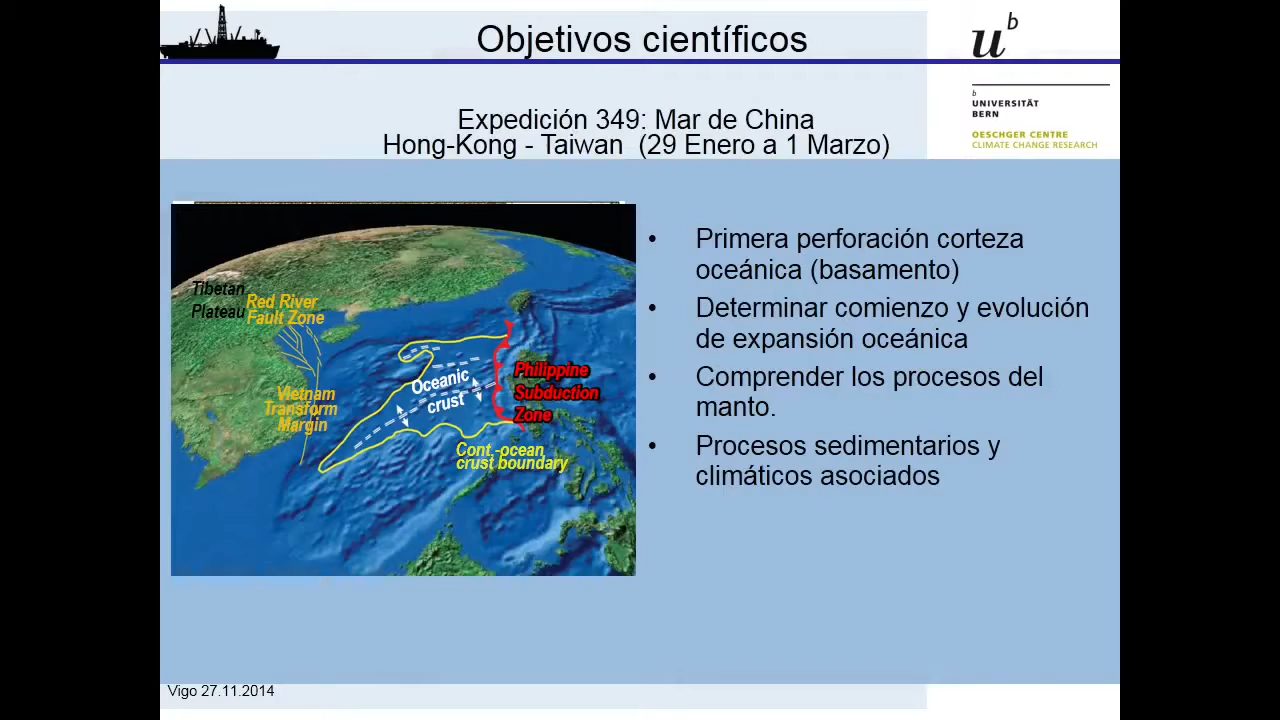 Objetivos científicos
u b
b
UNIVERSITÄT
BERN
OESCHGER CENTRE
CLIMATE CHANGE RESEARCH
Expedición 349: Mar de China
Hong-Kong - Taiwan (29 Enero a 1 Marzo)
Tibetan
Plateau
Red River
Fault Zone
Vietnam
Transform
Margin
Oceanic
crust
Philippine
Subduction
Zone
Cont.-ocean
crust boundary
• Primera perforación corteza
oceánica (basamento)
• Determinar comienzo y evolución
de expansión oceánica
• Comprender los procesos del
manto.
• Procesos sedimentarios y
climáticos asociados
Vigo 27.11.2014